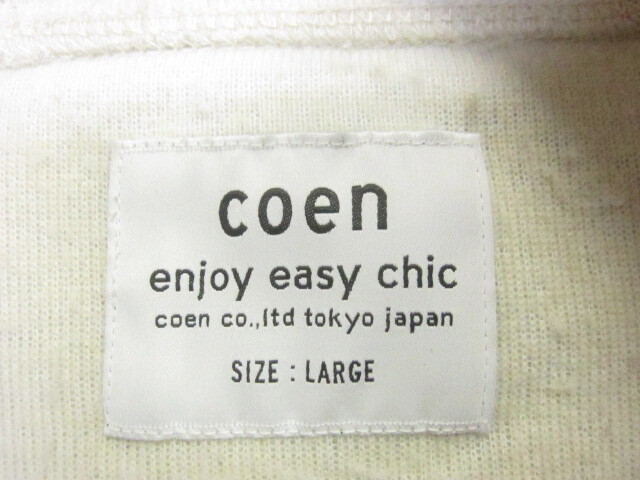 coen
enjoy easy chic
coen co.,ltd tokyo japan
SIZE : LARGE